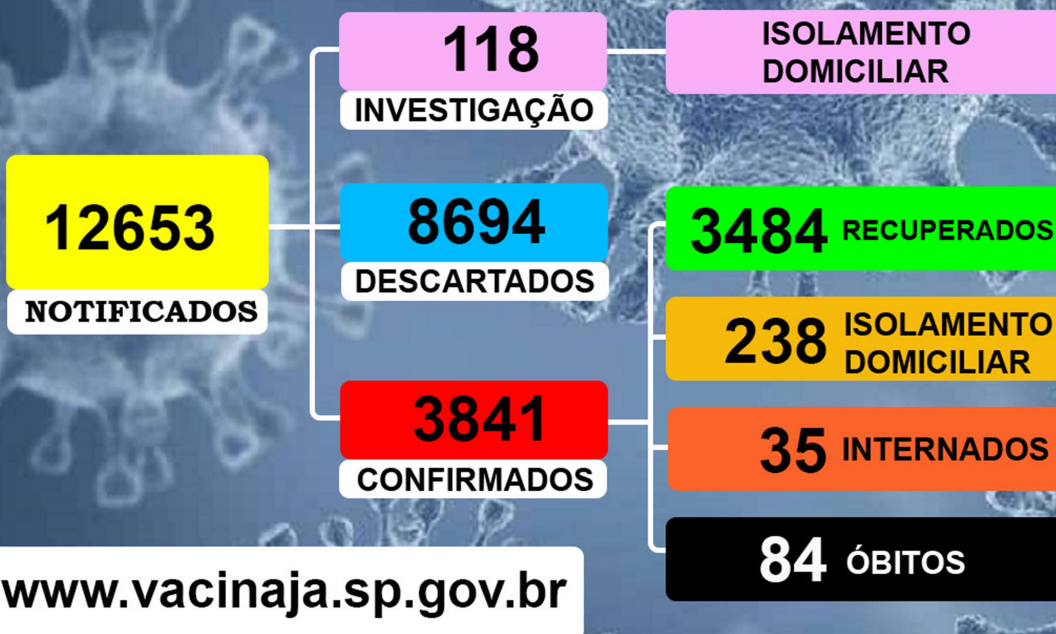 118
INVESTIGAÇÃO
ISOLAMENTO
DOMICILIAR
12653
NOTIFICADOS
8694
DESCARTADOS
3841
CONFIRMADOS
3484 RECUPERADOS
238 ISOLAMENTO
DOMICILIAR
35 INTERNADOS
84 ÓBITOS
www.vacinaja.sp.gov.br